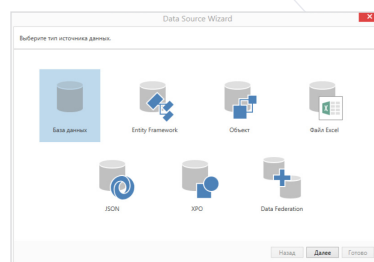 Data Source Wizard
Выберите тип источника данных.
База данных
Entity Framework
Объект
Файл Excel
JSON
XPO
Data Federation
Назад
Далее
Готово